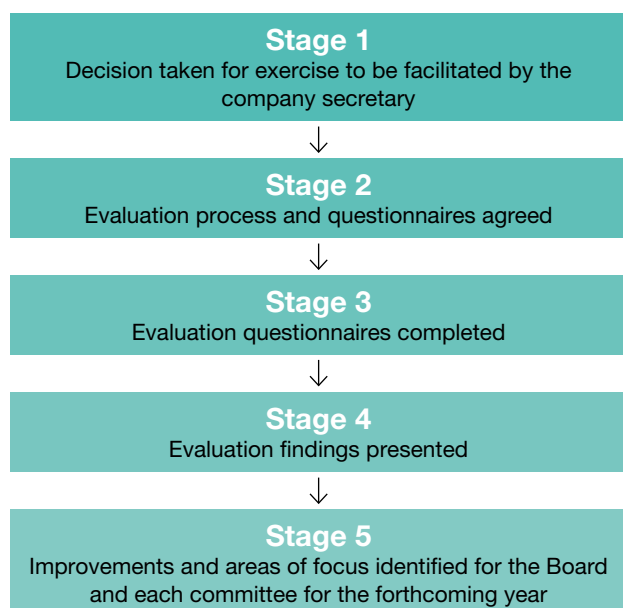 Stage 1
Decision taken for exercise to be facilitated by the
company secretary
Stage 2
Evaluation process and questionnaires agreed
Stage 3
Evaluation questionnaires completed
Stage 4
Evaluation findings presented
Stage 5
Improvements and areas of focus identified for the Board
and each committee for the forthcoming year